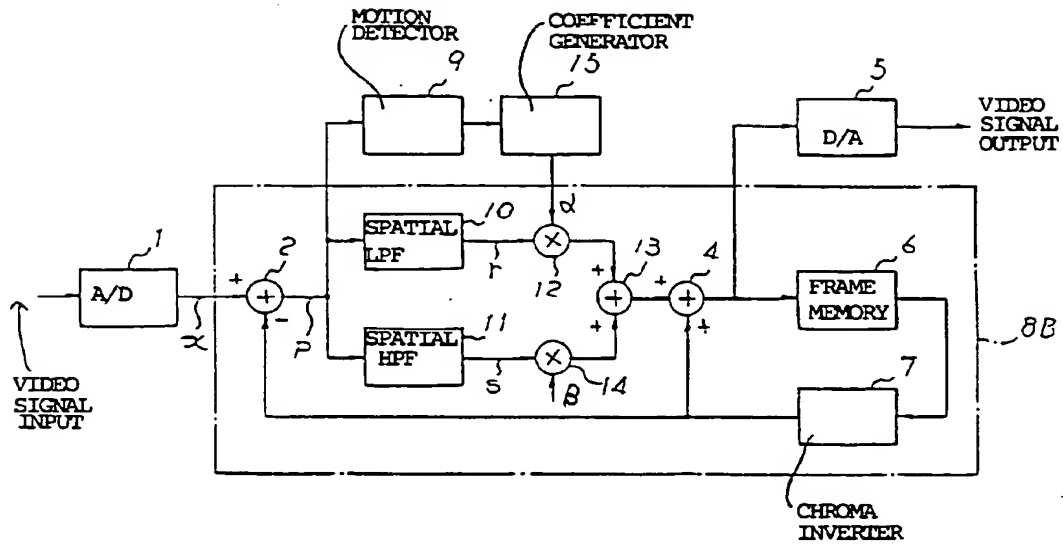 MOTION
DETECTOR
9
COEFFICIENT
GENERATOR
15
5
D/A
VIDEO
SIGNAL
OUTPUT
α
1
A/D
x
+
2
+
-
P
SPATIAL
LPF
10
r
×
12
+
13
+
+
+
4
+
+
FRAME
MEMORY
6
8B
SPATIAL
HPF
11
s
×
14
β
7
VIDEO
SIGNAL
INPUT
CHROMA
INVERTER